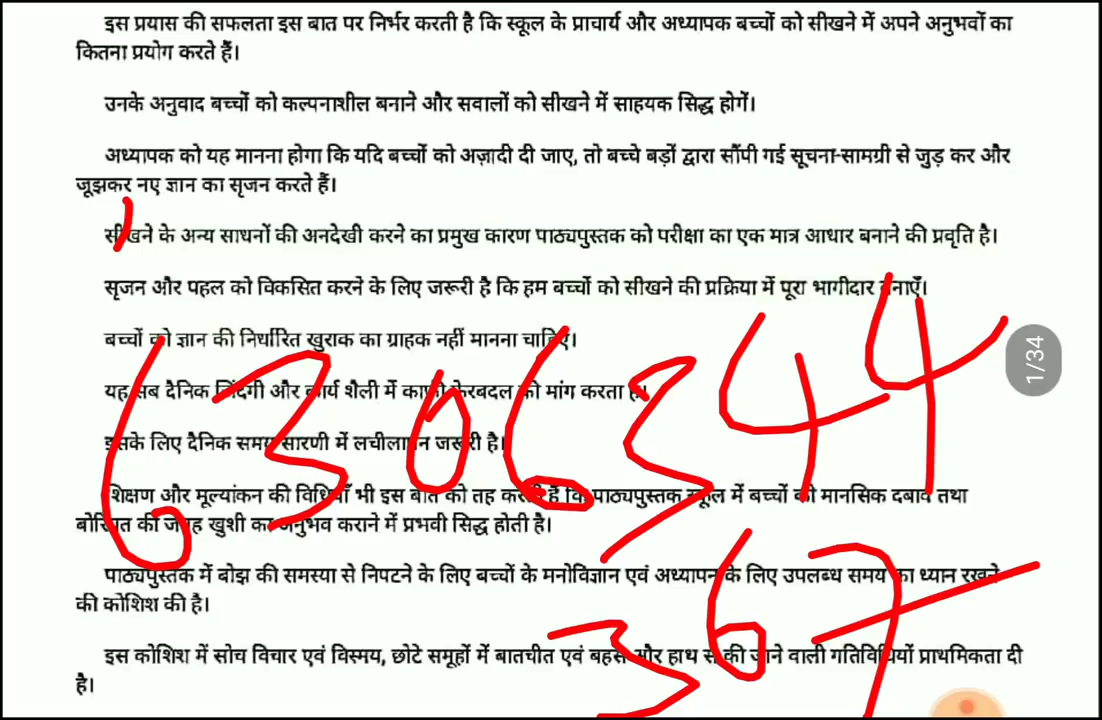 इस प्रयास की सफलता इस बात पर निर्भर करती है कि स्कूल के प्राचार्य और अध्यापक बच्चों को सीखने में अपने अनुभवों का
कितना प्रयोग करते हैं।
उनके अनुवाद बच्चों को कल्पनाशील बनाने और सवालों को सीखने में साहयक सिद्ध होगें।
अध्यापक को यह मानना होगा कि यदि बच्चों को अज़ादी दी जाए, तो बच्चे बड़ों द्वारा सौंपी गई सूचना-सामग्री से जुड़ कर और
जूझकर नए ज्ञान का सृजन करते हैं।
सीखने के अन्य साधनों की अनदेखी करने का प्रमुख कारण पाठ्यपुस्तक को परीक्षा का एक मात्र आधार बनाने की प्रवृति है।
सृजन और पहल को विकसित करने के लिए जरूरी है कि हम बच्चों को सीखने की प्रक्रिया में पूरा भागीदार बनाएँ।
बच्चों को ज्ञान की निर्धारित खुराक का ग्राहक नहीं मानना चाहिएं।
1/34
यह सब दैनिक जिंदगी और कार्य शैली में काफी फेरबदल की मांग करता है।
इसके लिए दैनिक समय सारणी में लचीलापन जरूरी है।
6306344
शिक्षण और मूल्यांकन की विधियाँ भी इस बात को तह करती है कि पाठ्यपुस्तक स्कूल में बच्चों की मानसिक दबाव तथा
बोरियत की जगह खुशी का अनुभव कराने में प्रभवी सिद्ध होती है।
पाठ्यपुस्तक में बोझ की समस्या से निपटने के लिए बच्चों के मनोविज्ञान एवं अध्यापन के लिए उपलब्ध समय का ध्यान रखने
की कोशिश की है।
367
इस कोशिश में सोच विचार एवं विस्मय, छोटे समूहों में बातचीत एवं बहस और हाथ से की जाने वाली गतिविधियों प्राथमिकता दी
है।